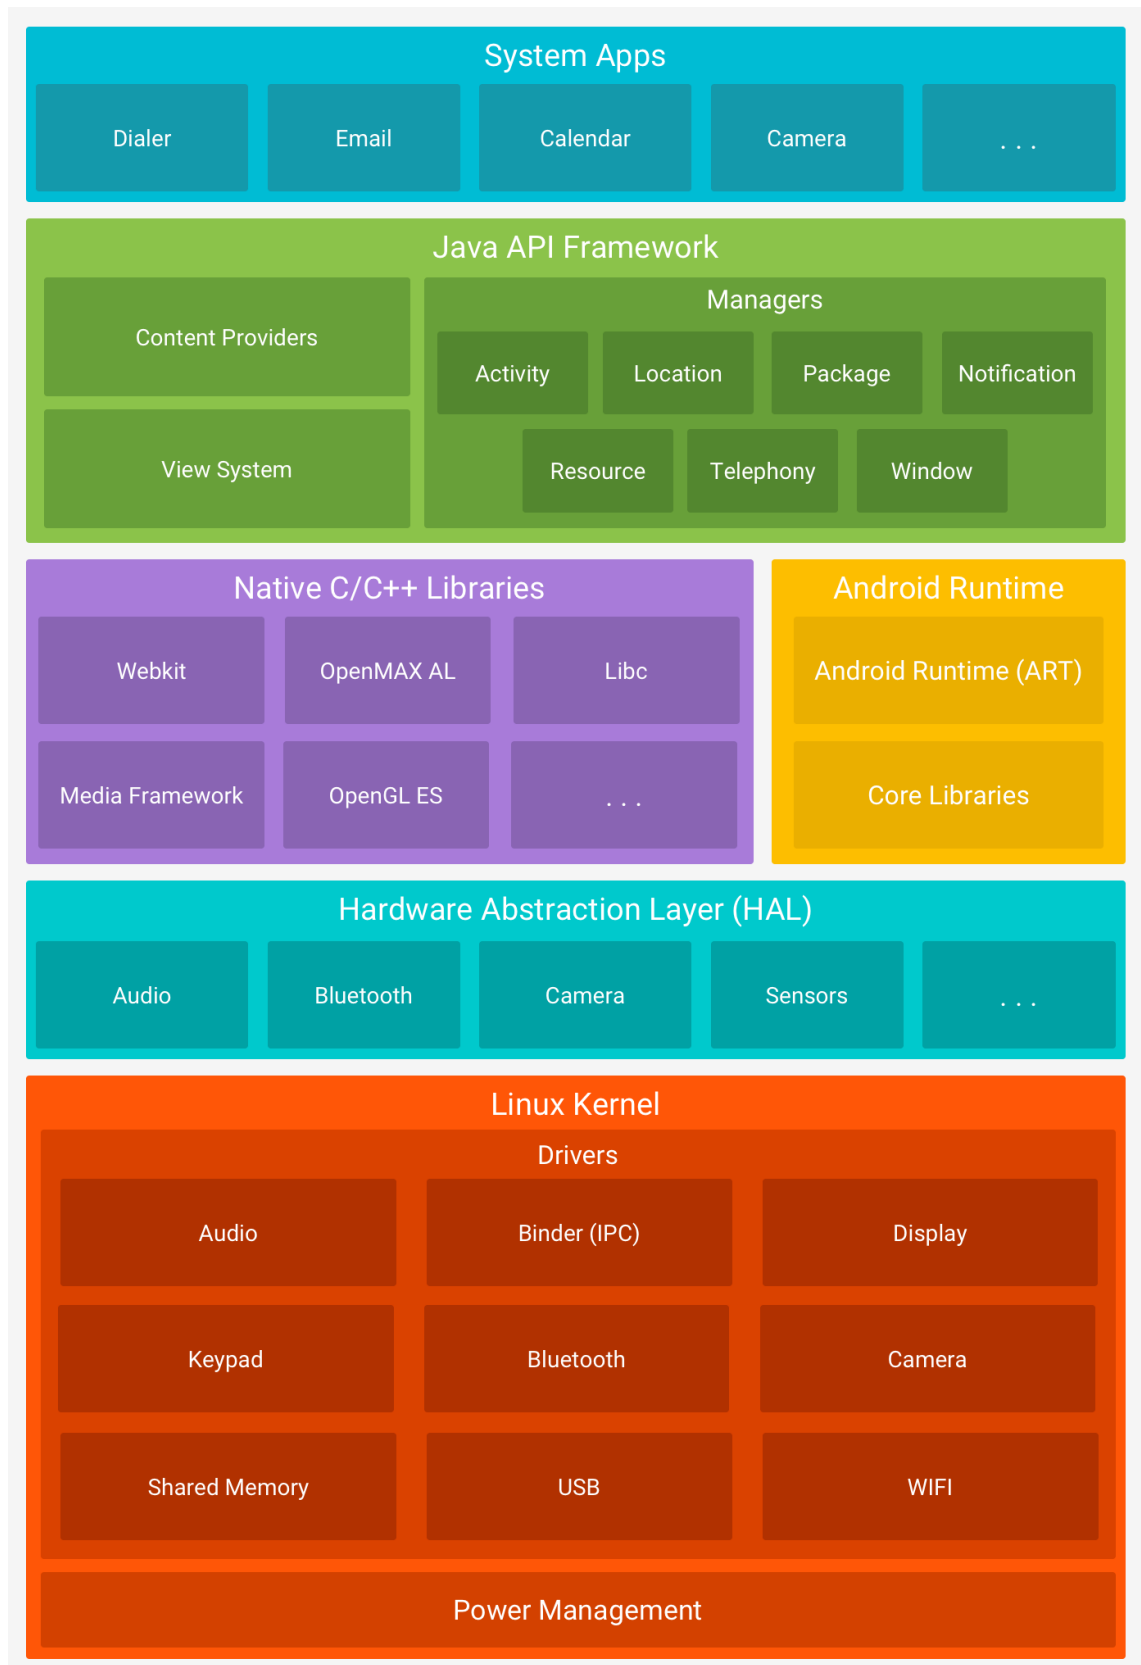 System Apps
Dialer
Email
Calendar
Camera
. . .
Java API Framework
Content Providers
View System
Managers
Activity
Location
Package
Notification
Resource
Telephony
Window
Native C/C++ Libraries
Webkit
OpenMAX AL
Libc
Media Framework
OpenGL ES
. . .
Android Runtime
Android Runtime (ART)
Core Libraries
Hardware Abstraction Layer (HAL)
Audio
Bluetooth
Camera
Sensors
. . .
Linux Kernel
Drivers
Audio
Binder (IPC)
Display
Keypad
Bluetooth
Camera
Shared Memory
USB
WIFI
Power Management